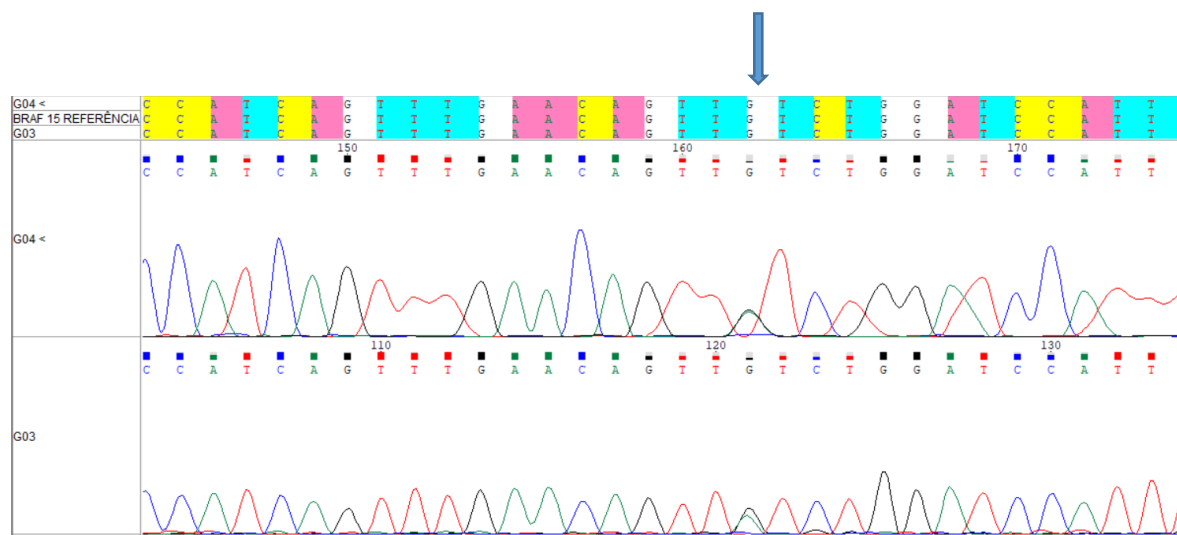 G04 < C C A T C A G T T T G A A C A G T T G T C T G G A T C C A T T
BRAF 15 REFERÊNCIA C C A T C A G T T T G A A C A G T T G T C T G G A T C C A T T
G03 C C A T C A G T T T G A A C A G T T G T C T G G A T C C A T T
150 160 170
C C A T C A G T T T G A A C A G T T G T C T G G A T C C A T T
G04 <
110 120 130
C C A T C A G T T T G A A C A G T T G T C T G G A T C C A T T
G03